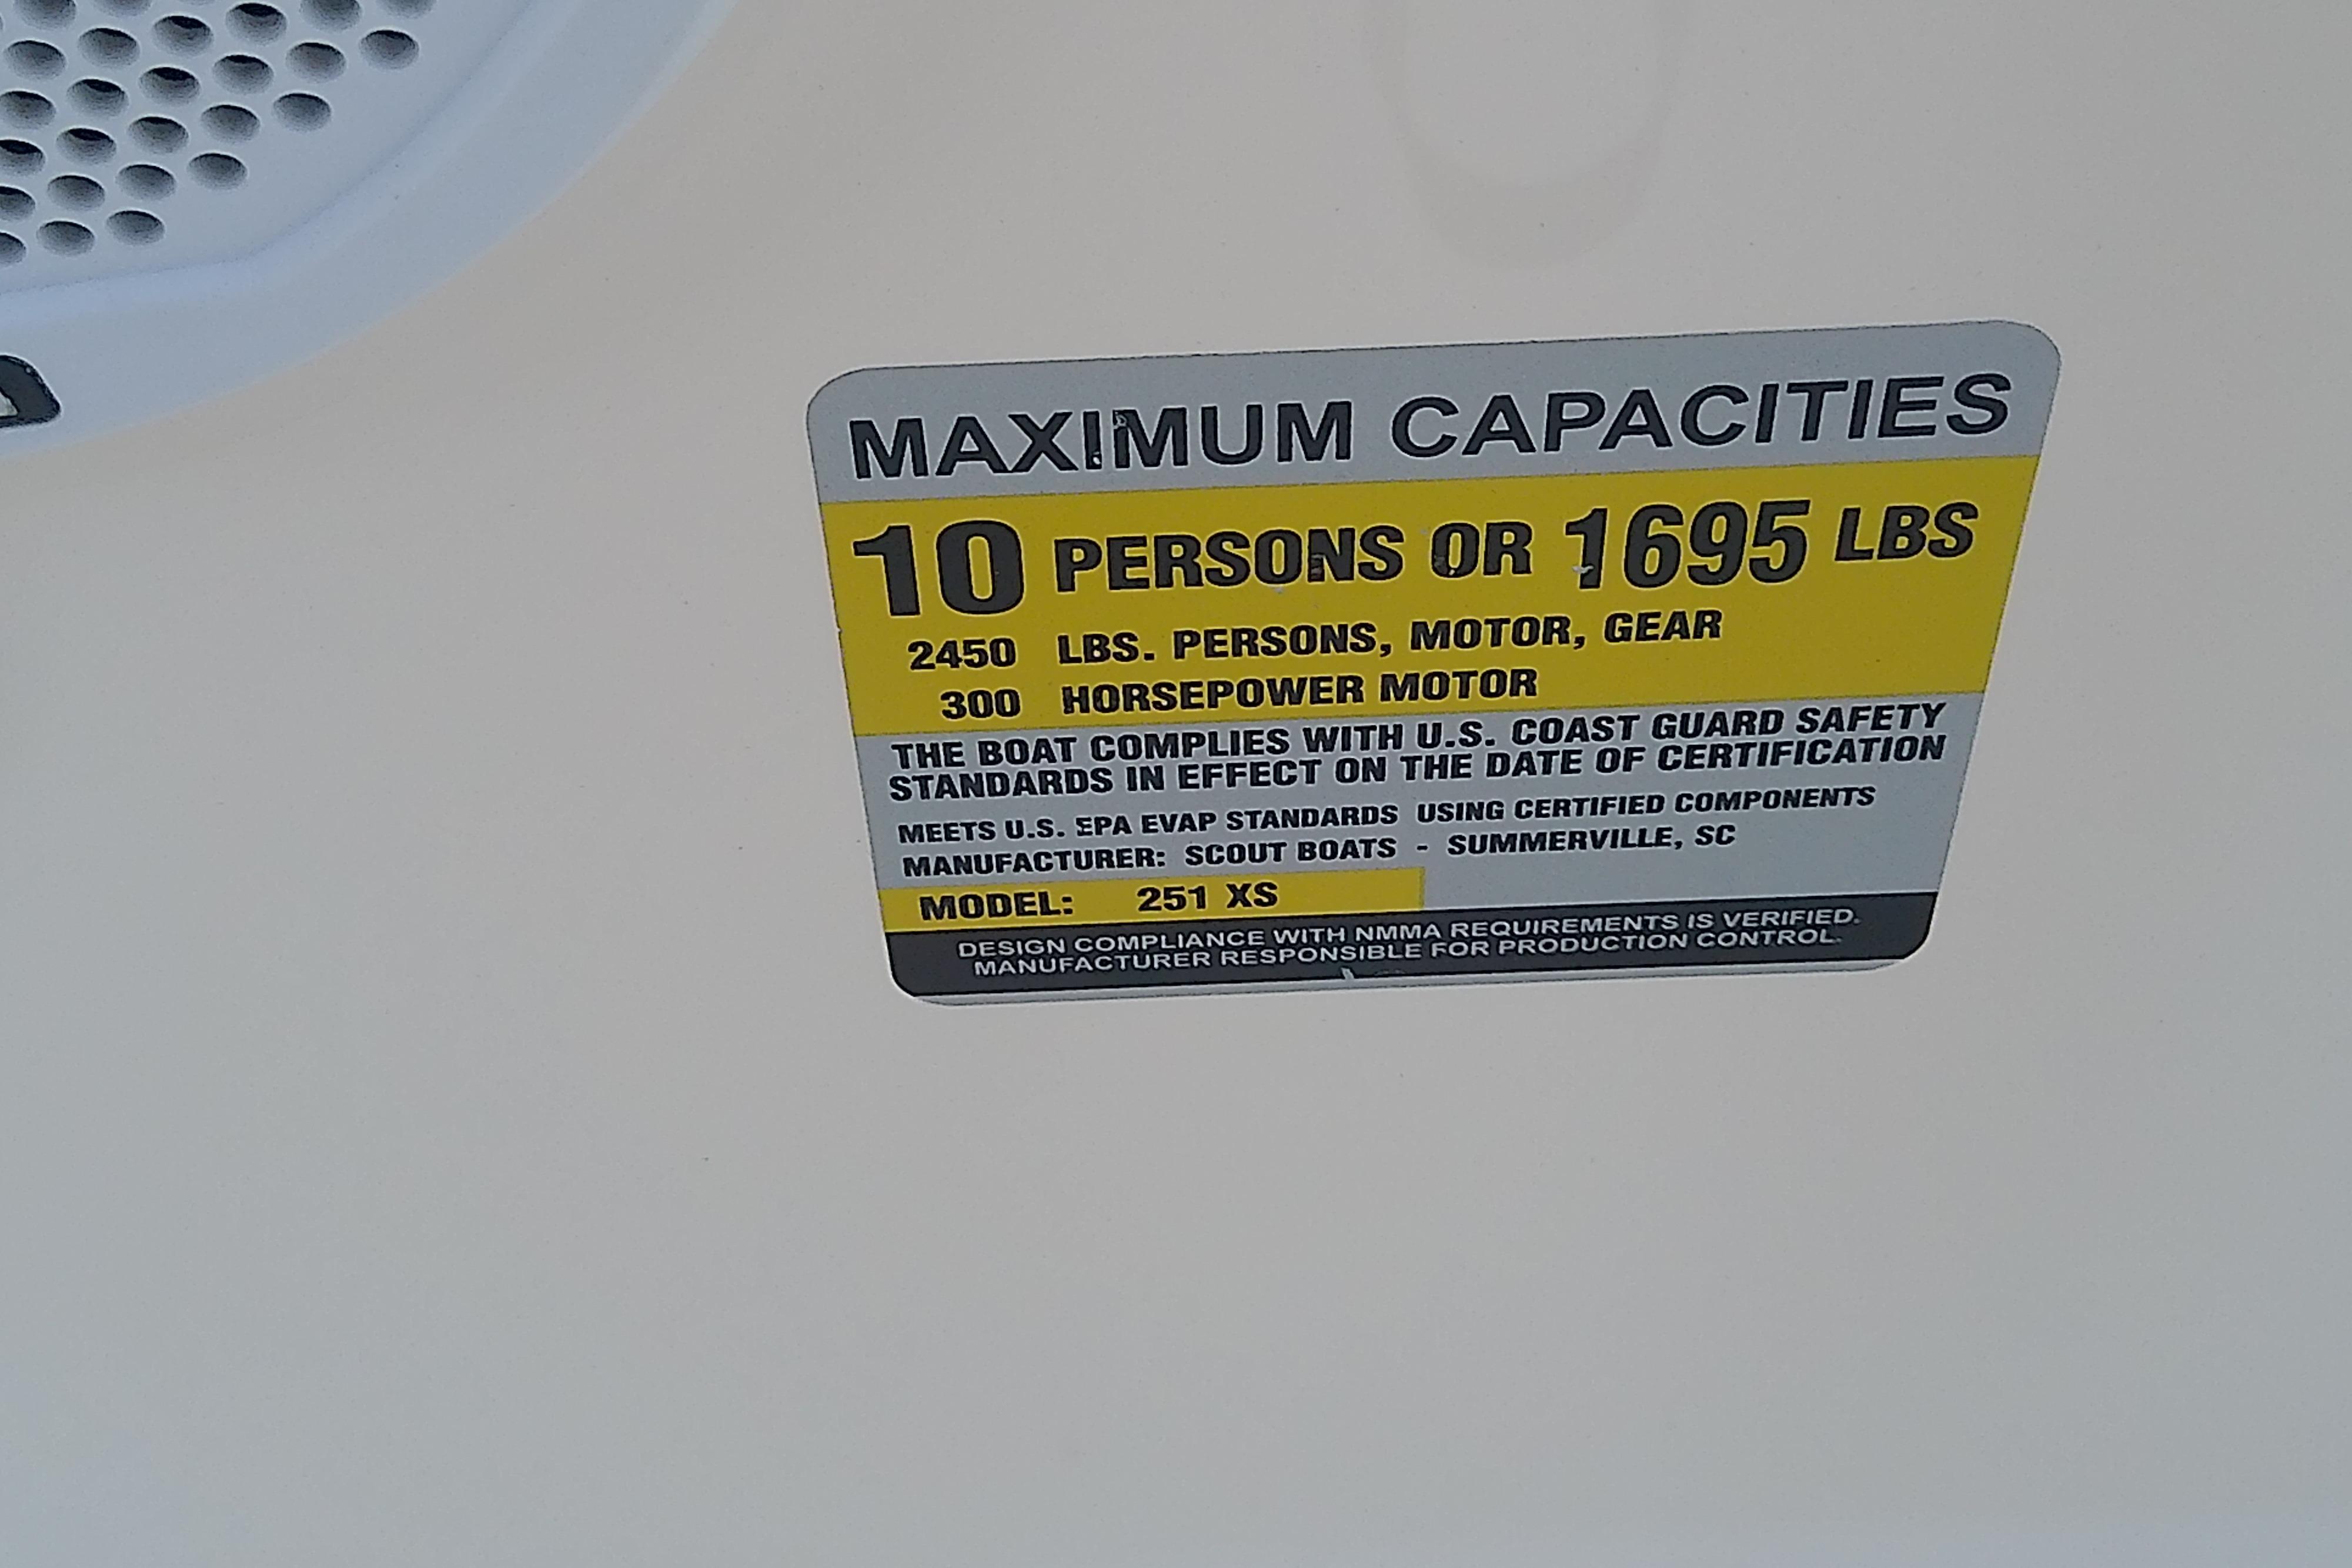 MAXIMUM CAPACITIES
10 PERSONS OR 1695 LBS
2450 LBS. PERSONS, MOTOR, GEAR
300 HORSEPOWER MOTOR
THE BOAT COMPLIES WITH U.S. COAST GUARD SAFETY
STANDARDS IN EFFECT ON THE DATE OF CERTIFICATION
MEETS U.S. EPA EVAP STANDARDS USING CERTIFIED COMPONENTS
MANUFACTURER: SCOUT BOATS - SUMMERVILLE, SC
MODEL: 251 XS
DESIGN COMPLIANCE WITH NMMA REQUIREMENTS IS VERIFIED.
MANUFACTURER RESPONSIBLE FOR PRODUCTION CONTROL.